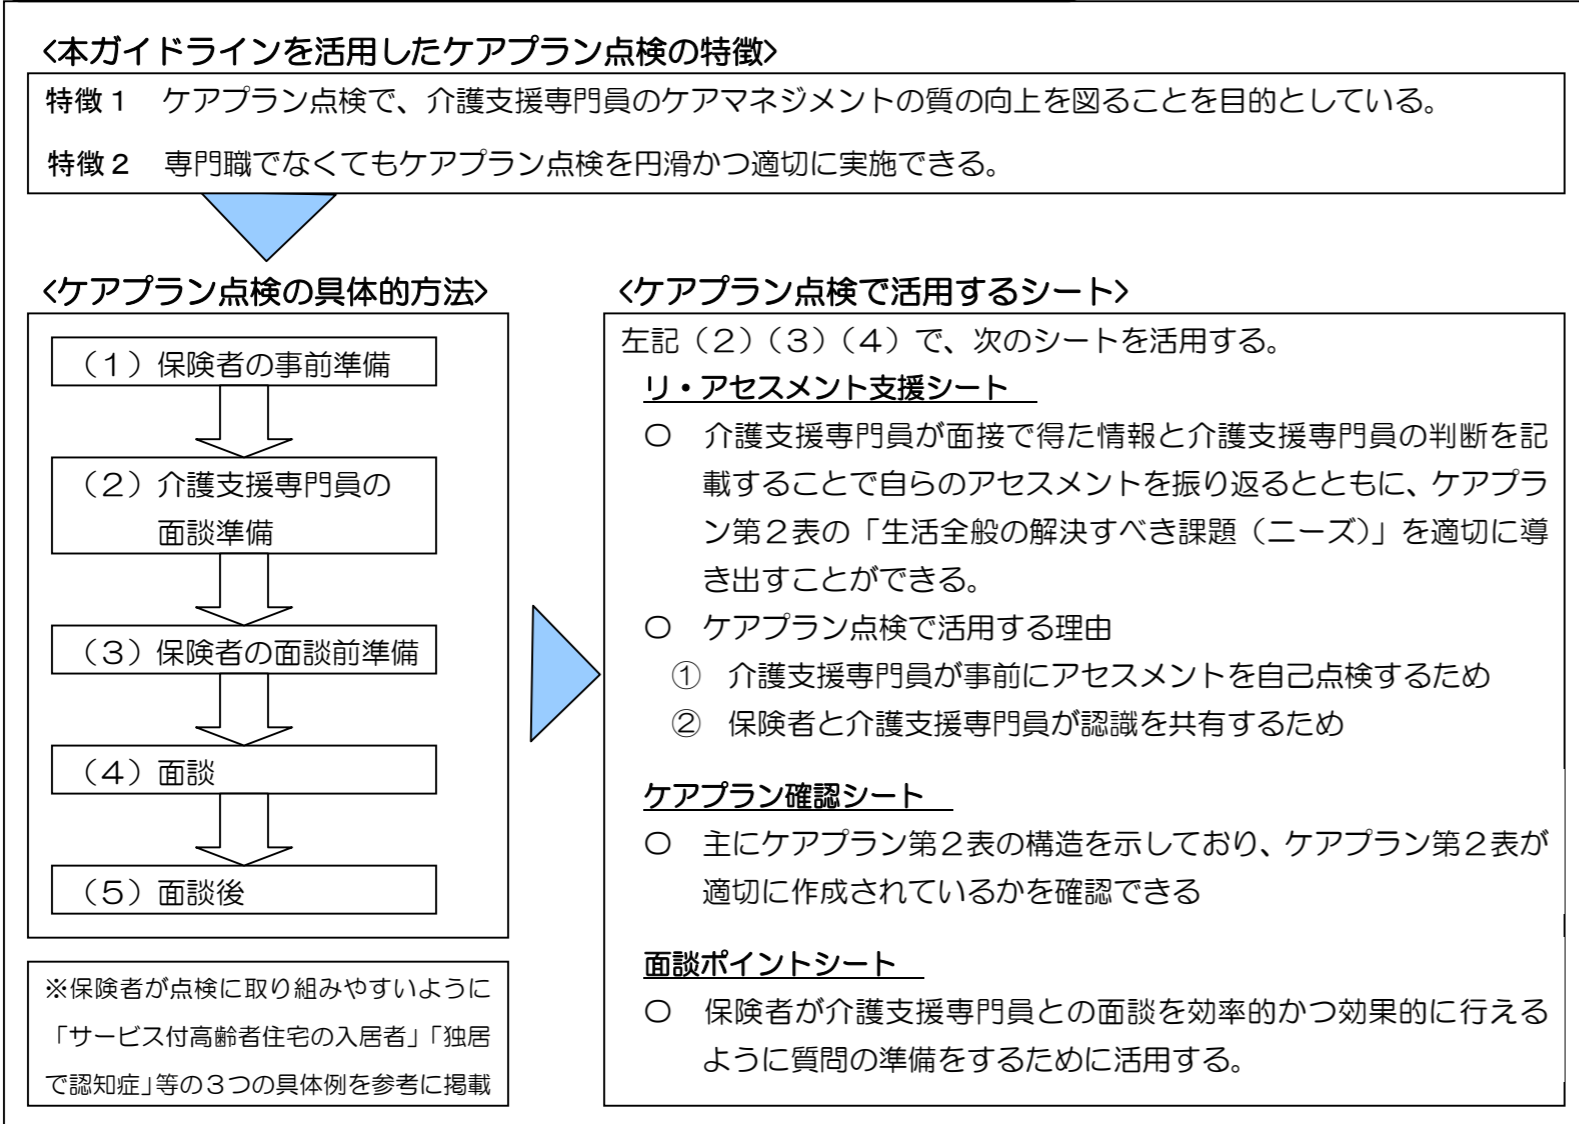 <本ガイドラインを活用したケアプラン点検の特徴>
特徴１　ケアプラン点検で、介護支援専門員のケアマネジメントの質の向上を図ることを目的としている。
特徴２　専門職でなくてもケアプラン点検を円滑かつ適切に実施できる。
<ケアプラン点検の具体的方法>
（１）保険者の事前準備
（２）介護支援専門員の
面談準備
（３）保険者の面談前準備
（４）面談
（５）面談後
※保険者が点検に取り組みやすいように
「サービス付高齢者住宅の入居者」「独居
で認知症」等の３つの具体例を参考に掲載
<ケアプラン点検で活用するシート>
左記（２）（３）（４）で、次のシートを活用する。
リ・アセスメント支援シート
○　介護支援専門員が面接で得た情報と介護支援専門員の判断を記
載することで自らのアセスメントを振り返るとともに、ケアプラ
ン第２表の「生活全般の解決すべき課題（ニーズ）」を適切に導
き出すことができる。
○　ケアプラン点検で活用する理由
①　介護支援専門員が事前にアセスメントを自己点検するため
②　保険者と介護支援専門員が認識を共有するため
ケアプラン確認シート
○　主にケアプラン第２表の構造を示しており、ケアプラン第２表が
適切に作成されているかを確認できる
面談ポイントシート
○　保険者が介護支援専門員との面談を効率的かつ効果的に行える
ように質問の準備をするために活用する。